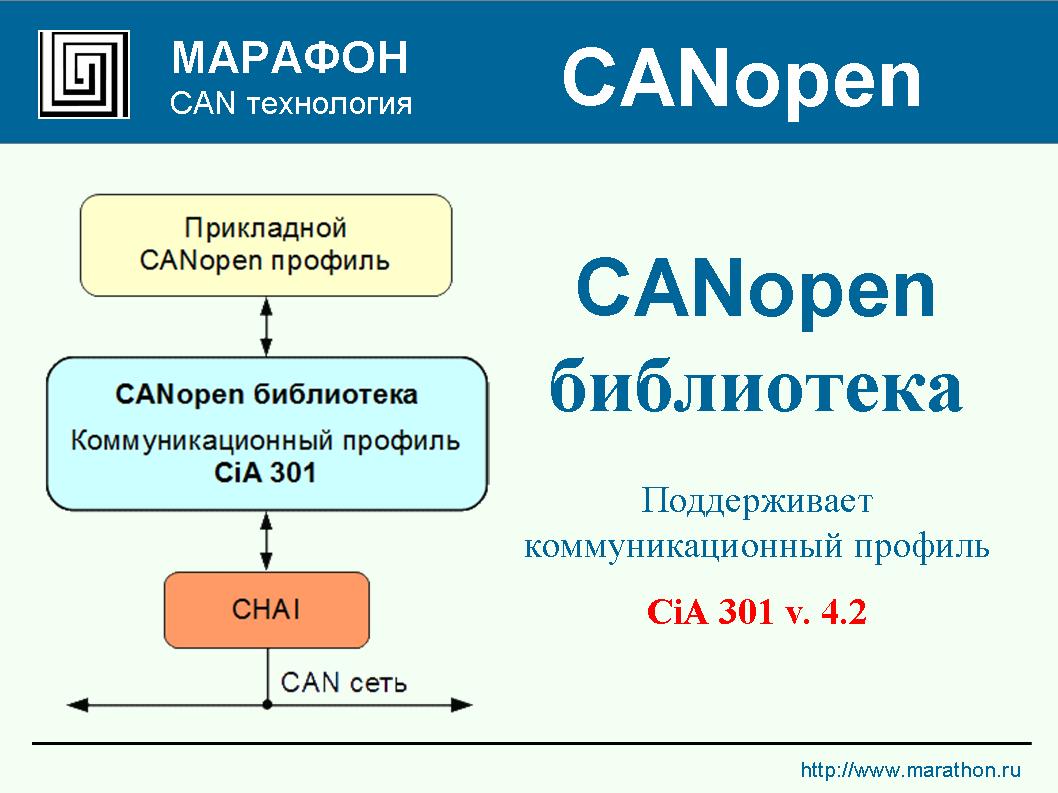 МАРАФОН
CAN технология
CANopen
Прикладной
CANopen профиль
CANopen библиотека
Коммуникационный профиль
CiA 301
CHAI
CAN сеть
CANopen
библиотека
Поддерживает
коммуникационный профиль
CiA 301 v. 4.2
http://www.marathon.ru